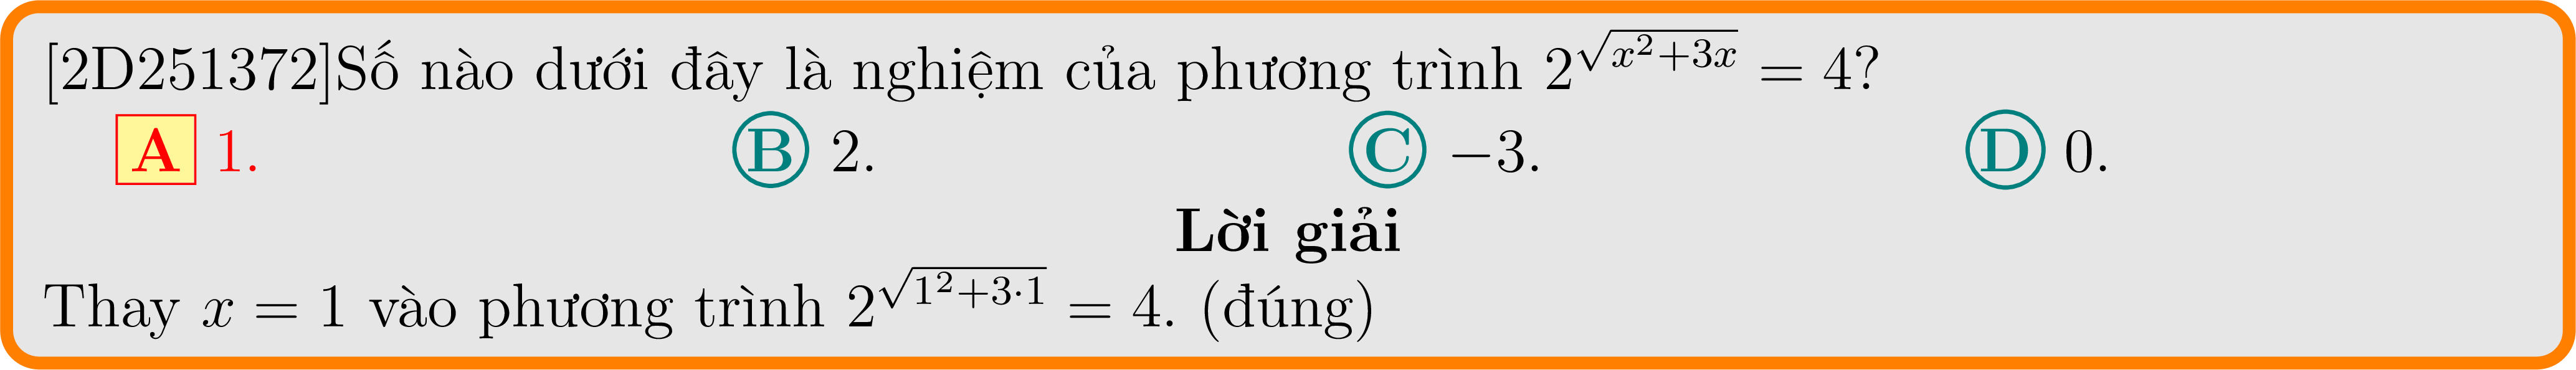 [2D251372]Số nào dưới đây là nghiệm của phương trình $2^{\sqrt{x^2+3x}} = 4$?
A 1. B 2. C −3. D 0.
Lời giải
Thay $x = 1$ vào phương trình $2^{\sqrt{1^2+3\cdot 1}} = 4$. (đúng)